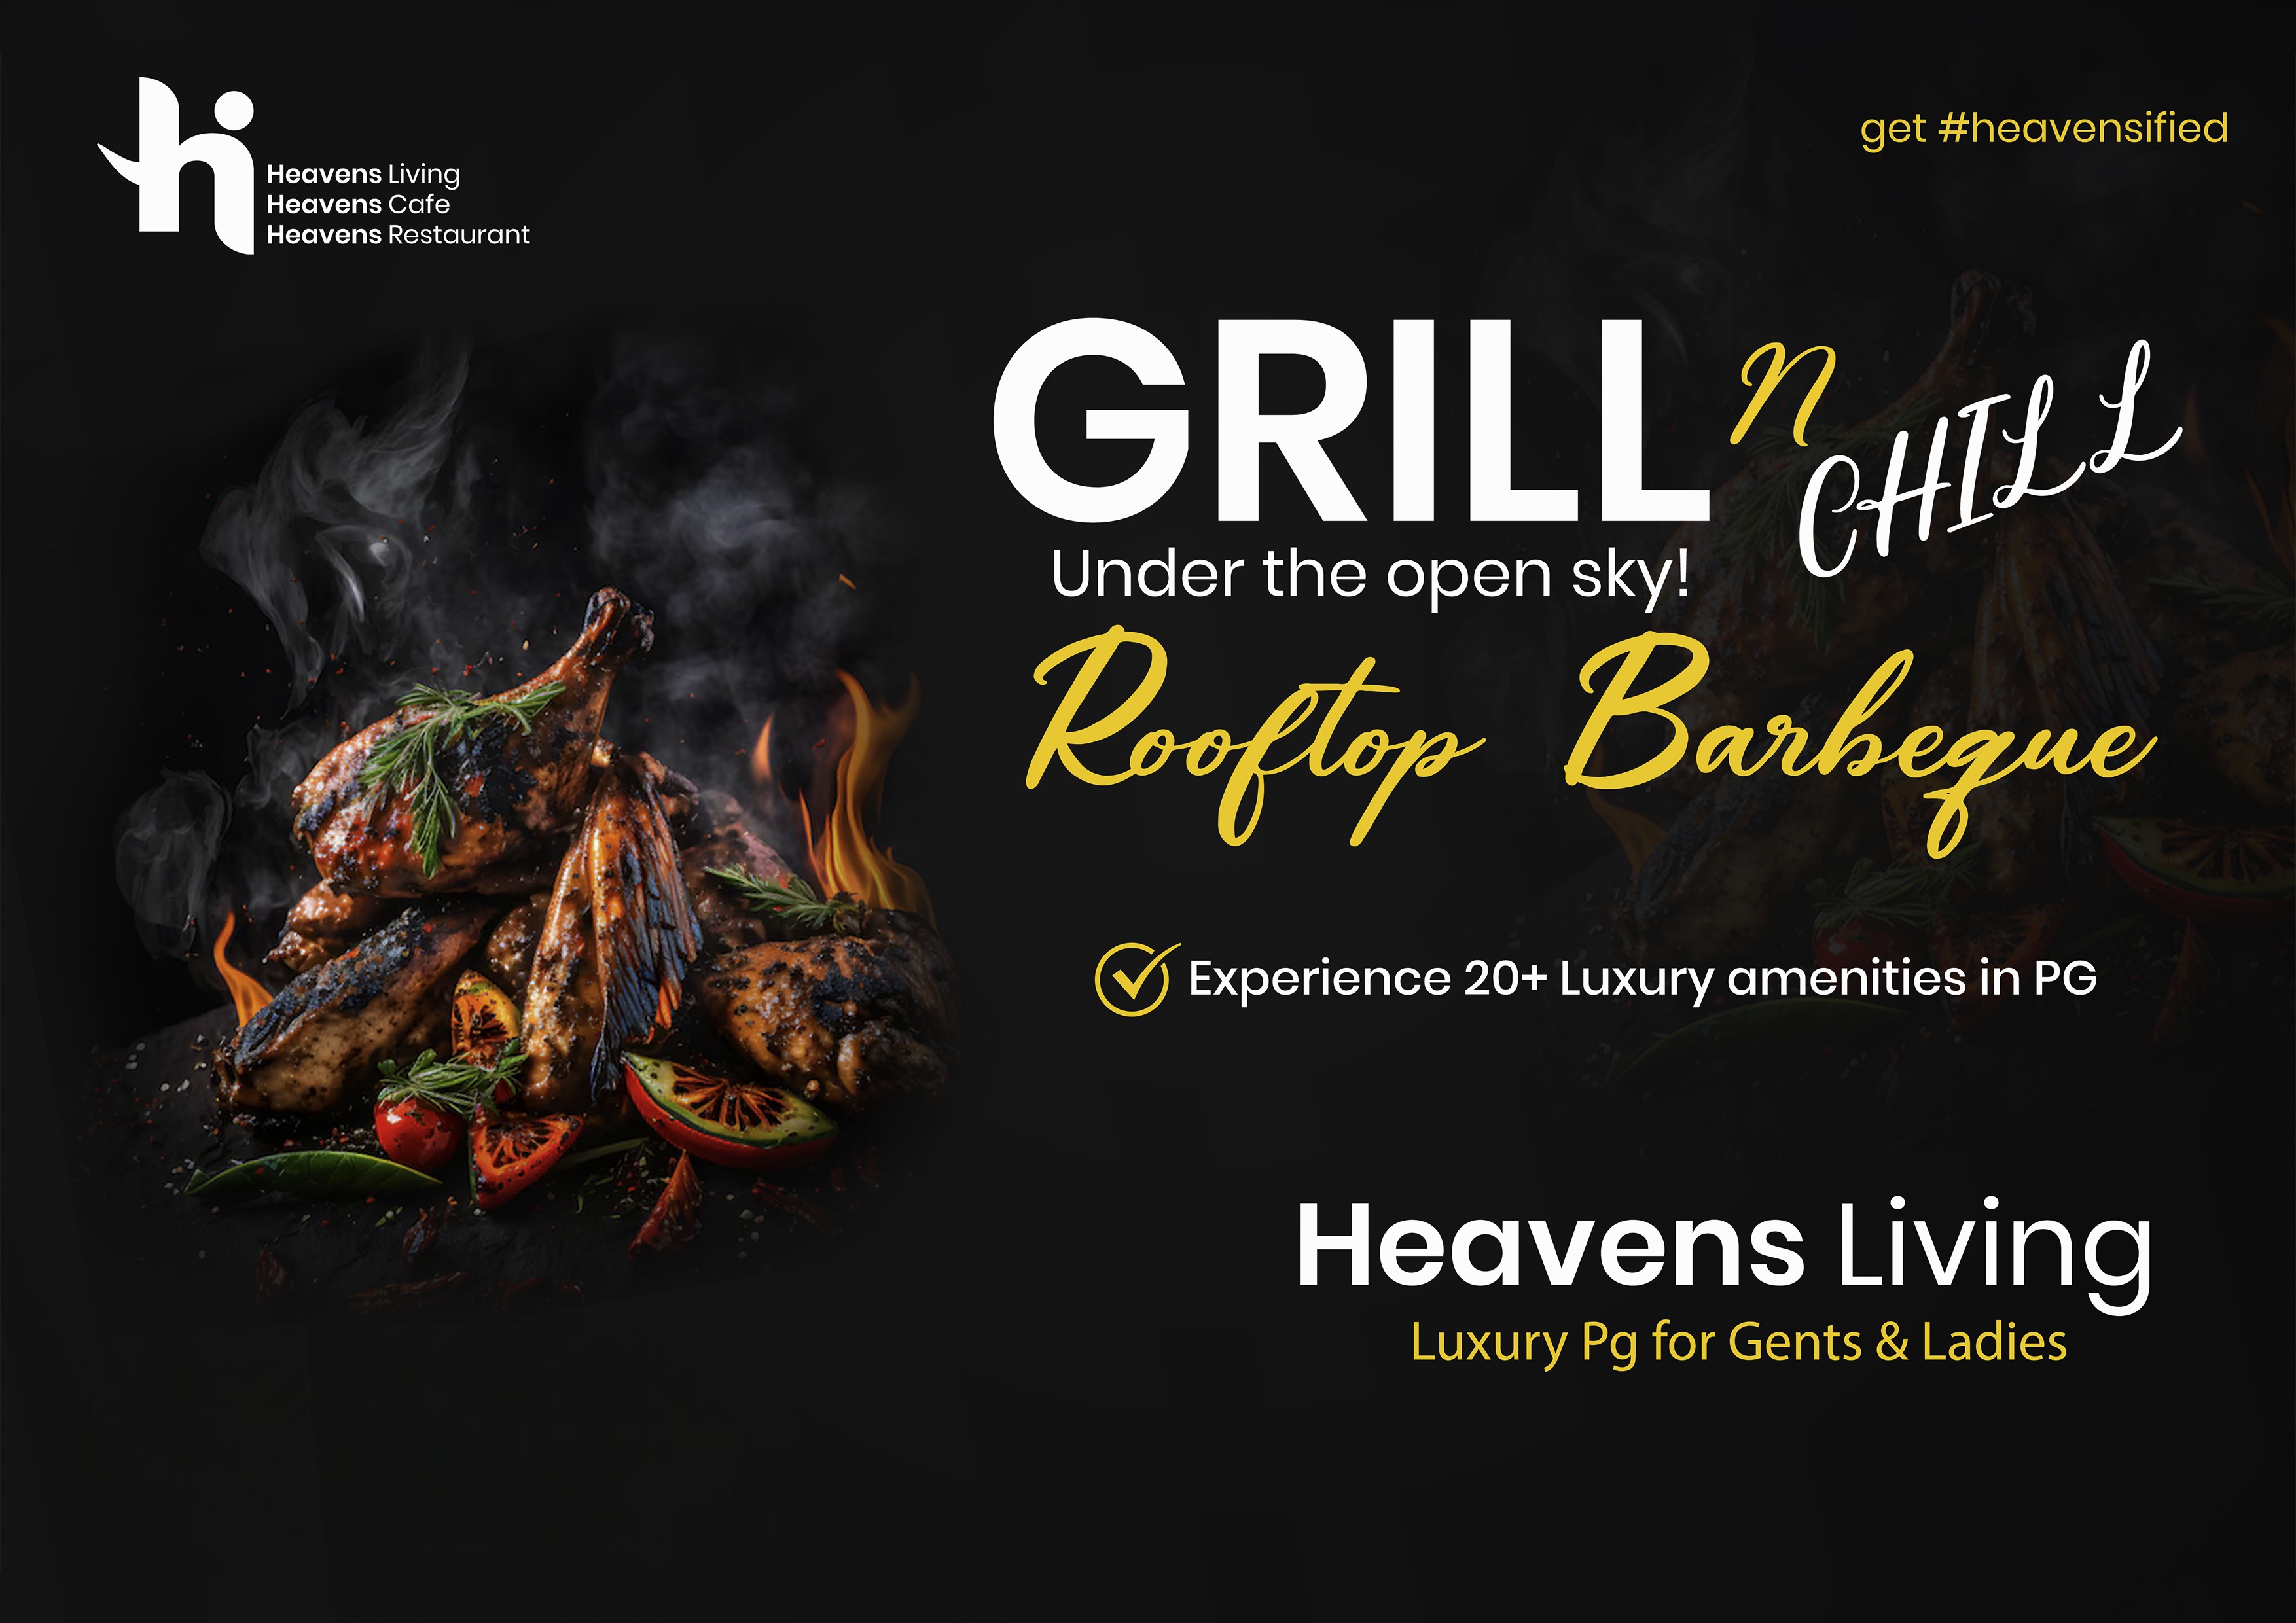 hi
Heavens Living
Heavens Cafe
Heavens Restaurant
get #heavensified
GRILL N CHILL
Under the open sky!
Rooftop Barbeque
Experience 20+ Luxury amenities in PG
Heavens Living
Luxury Pg for Gents & Ladies